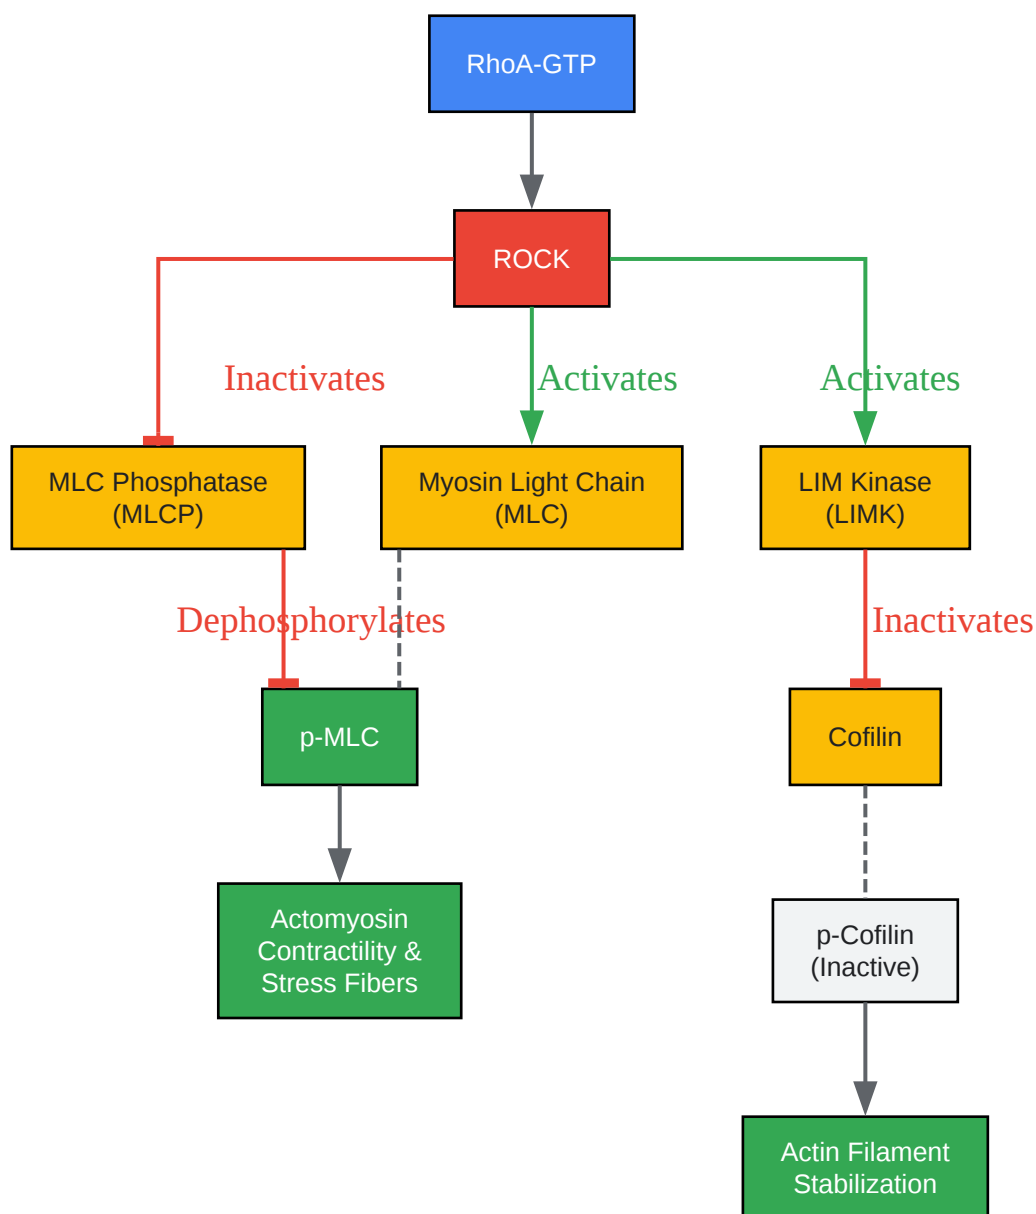 RhoA-GTP
ROCK
Inactivates
Activates
Activates
MLC Phosphatase
(MLCP)
Myosin Light Chain
(MLC)
LIM Kinase
(LIMK)
Dephosphorylates
Inactivates
p-MLC
Cofilin
Actomyosin
Contractility &
Stress Fibers
p-Cofilin
(Inactive)
Actin Filament
Stabilization